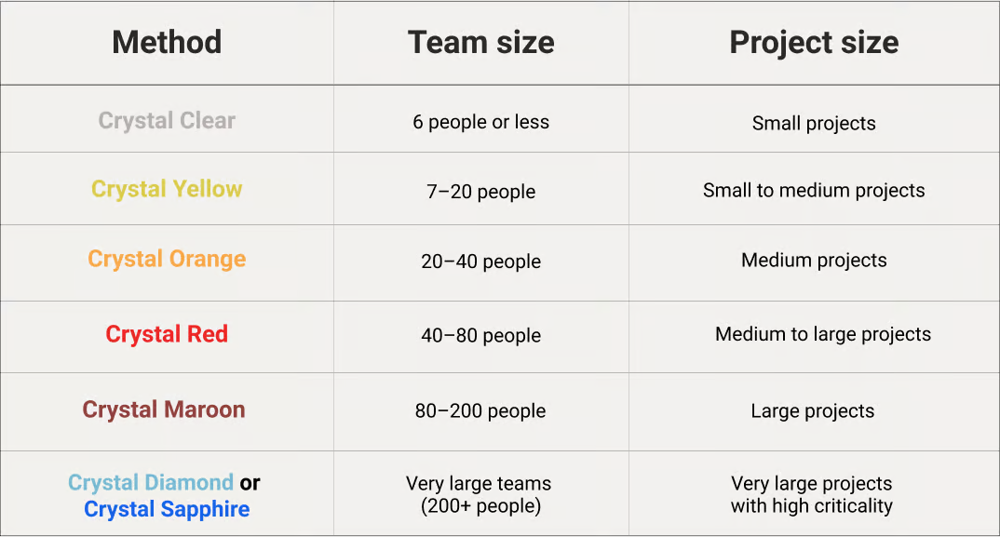 Method Team size Project size
Crystal Clear 6 people or less Small projects
Crystal Yellow 7–20 people Small to medium projects
Crystal Orange 20–40 people Medium projects
Crystal Red 40–80 people Medium to large projects
Crystal Maroon 80–200 people Large projects
Crystal Diamond or
Crystal Sapphire
Very large teams
(200+ people)
Very large projects
with high criticality